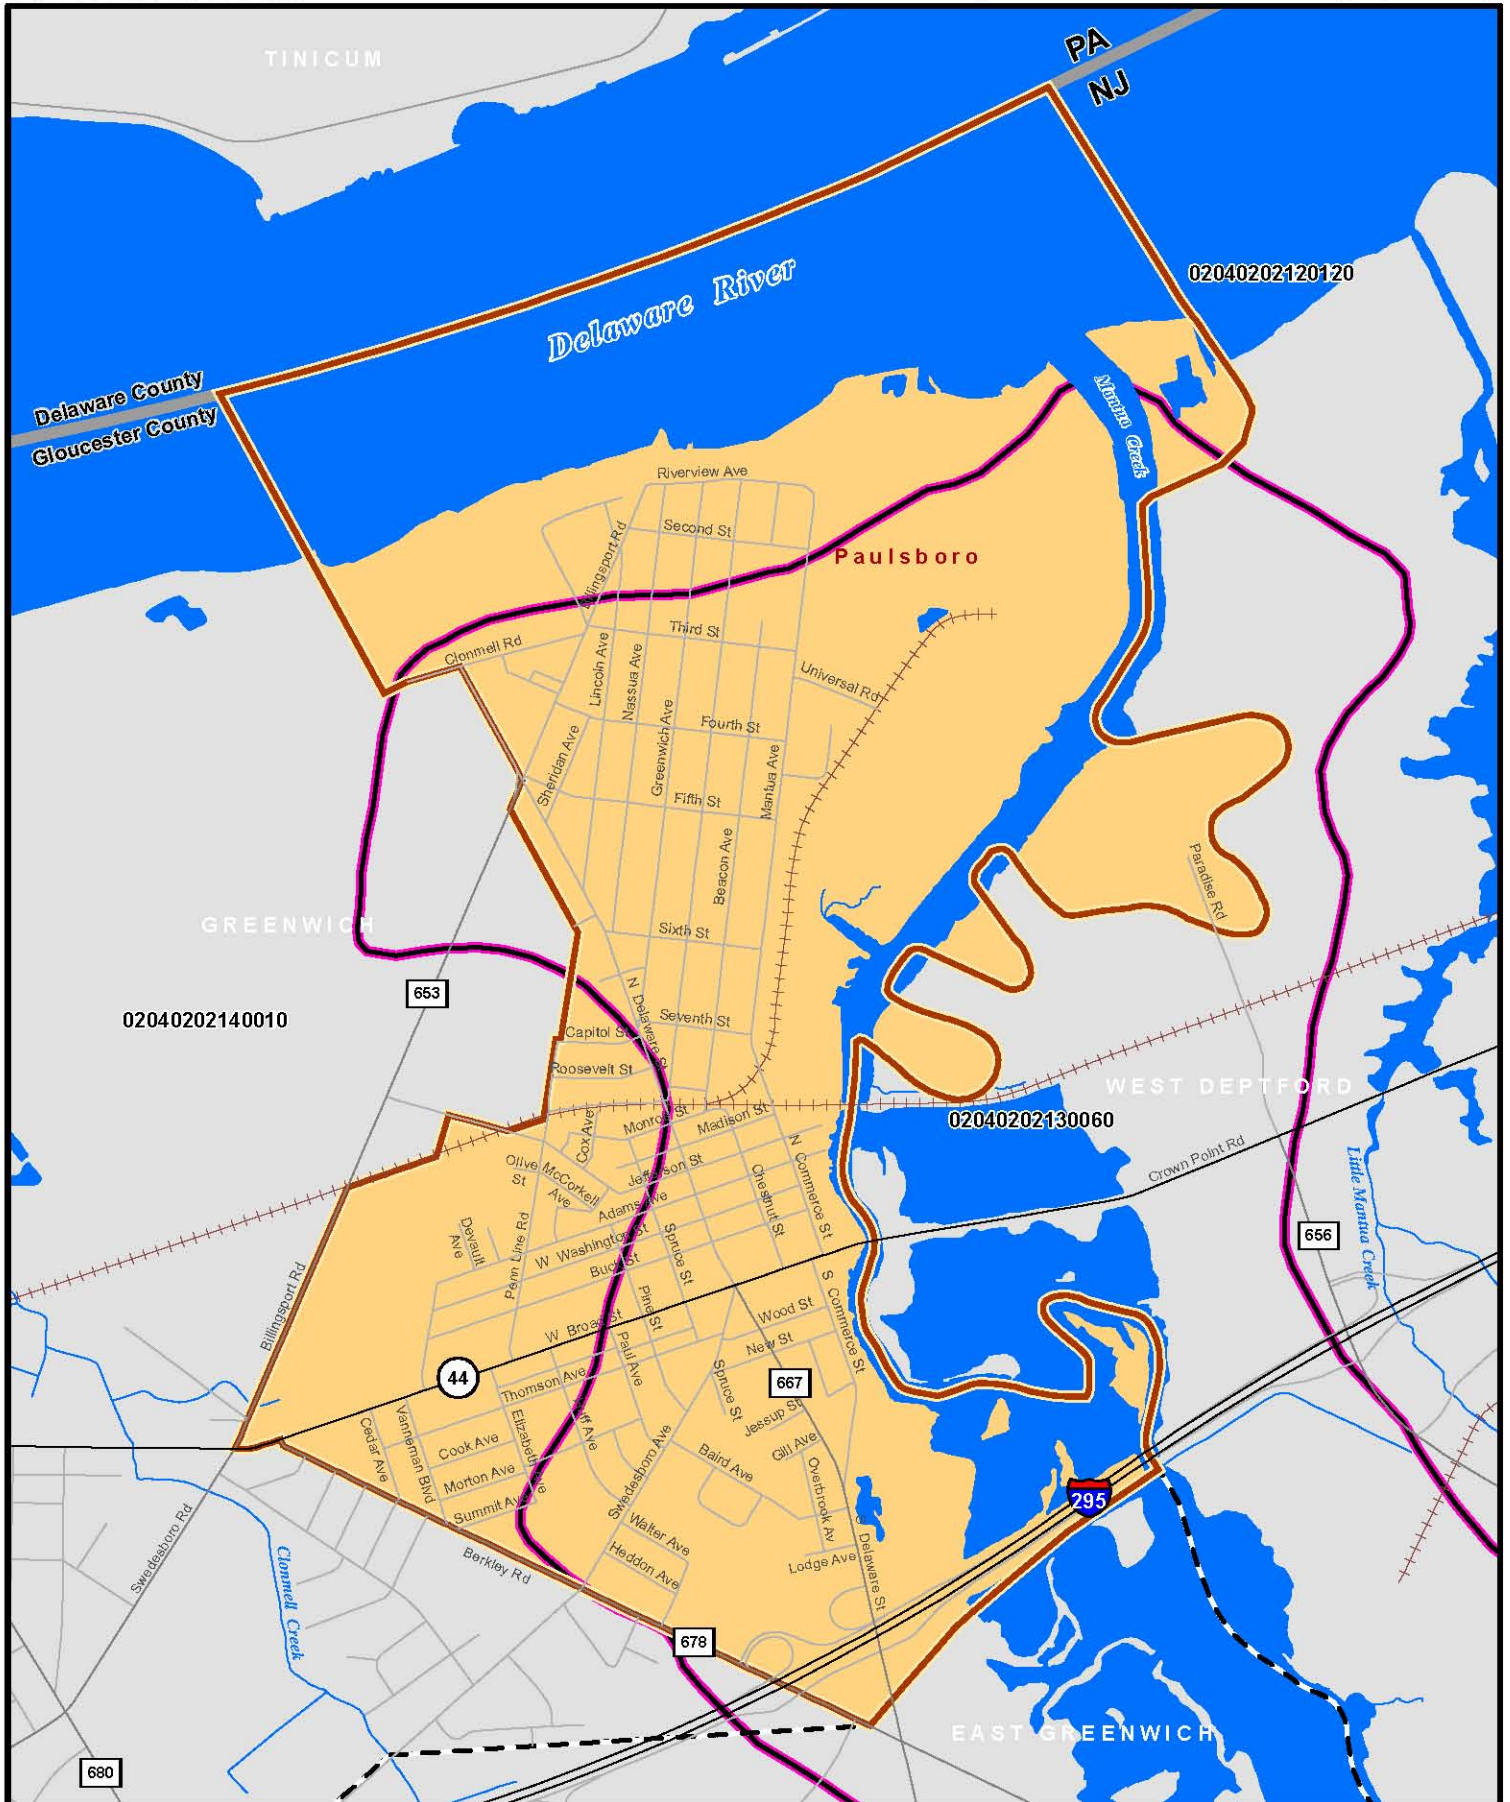 TINICUM
PA
NJ
02040202120120
Delaware River
Delaware County
Gloucester County
Mantua Creek
Riverview Ave
Second St
Billingsport Rd
Paulsboro
Third St
Clonmell Rd
Lincoln Ave
Nassua Ave
Universal Rd
Greenwich Ave
Fourth St
Sheridan Ave
Mantua Ave
Fifth St
Beacon Ave
Paradise Rd
GREENWICH
Sixth St
653
02040202140010
N Delaware St
Seventh St
Capitol St
Roosevelt St
WEST DEPTFORD
02040202130060
Monroe St
Madison St
Cox Ave
N Commerce St
Crown Point Rd
Olive
St
McCorkell
Ave
Jefferson St
Chestnut St
Little Mantua Creek
Adams Ave
Devault
Ave
Penn Line Rd
W Washington St
Spruce St
656
Buck St
Billingsport Rd
Pine St
S Commerce St
Wood St
W Broad St
New St
Paul Ave
44
Thomson Ave
667
Spruce St
Jessup St
Cedar Ave
Vanneman Blvd
Elizabeth Ave
Cook Ave
Gill Ave
Baird Ave
Morton Ave
Swedesboro Ave
Overbrook Av
Summit Ave
295
Walter Ave
S Delaware St
Swedesboro Rd
Heddon Ave
Lodge Ave
Berkley Rd
Clonmell Creek
678
EAST GREENWICH
680